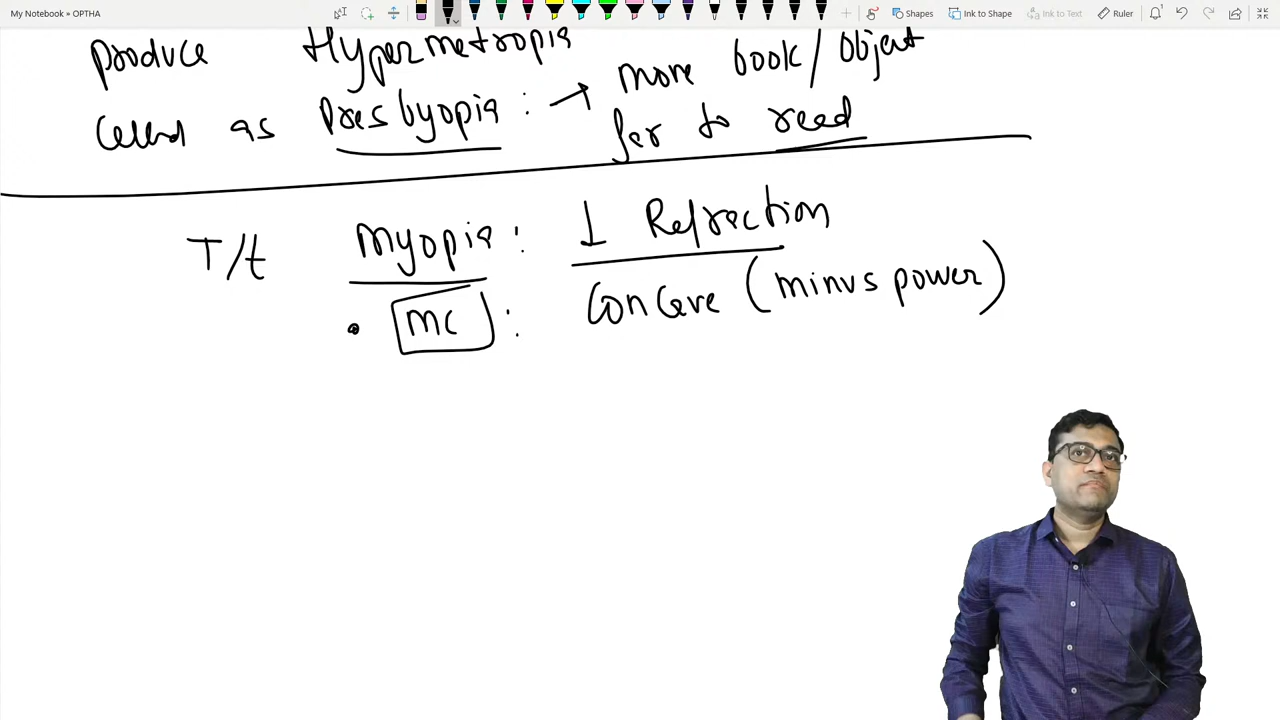 My Notebook » OPTHA
Shapes
Ink to Shape
Ink to Text
Ruler
produce Hypermetropia
called as Presbyopia : → move book/object
far to read
T/t Myopia : ↓ Refraction
• MC : Concave (minus power)